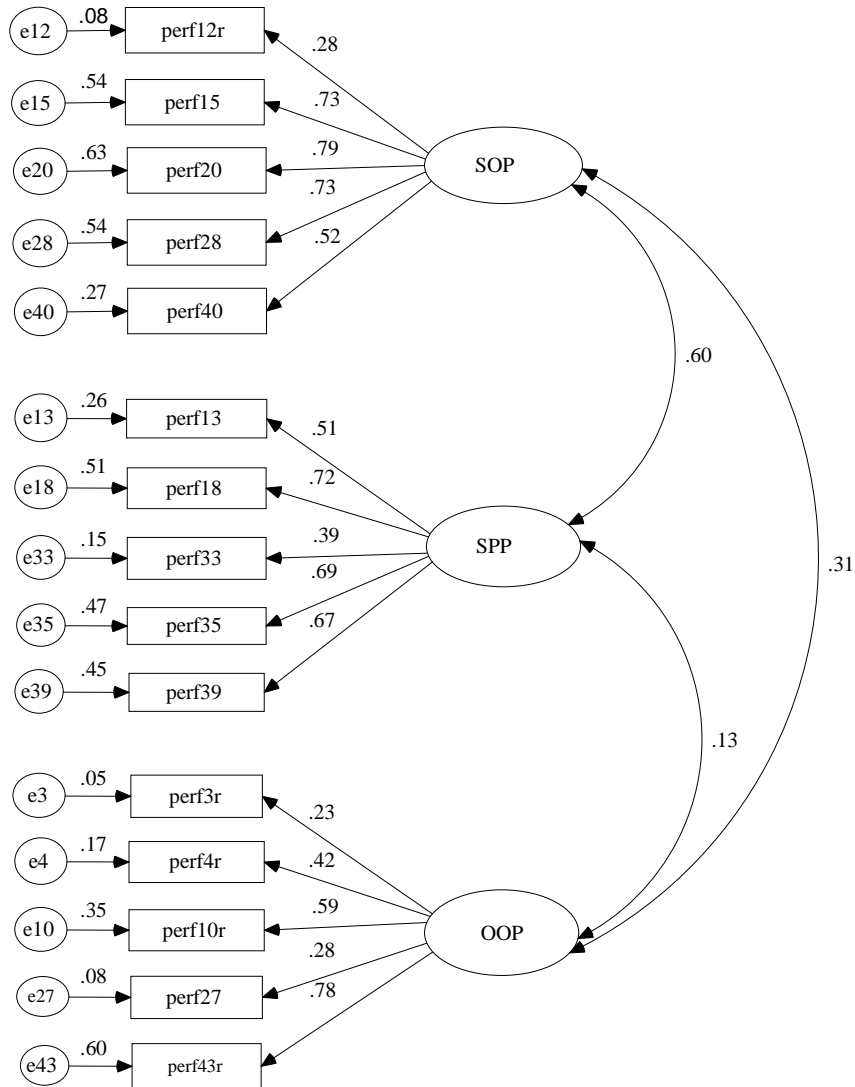 e12 .08 perf12r .28
e15 .54 perf15 .73
e20 .63 perf20 .79 SOP
e28 .54 perf28 .73
e40 .27 perf40 .52
.60
e13 .26 perf13 .51
e18 .51 perf18 .72
e33 .15 perf33 .39 SPP
.31
e35 .47 perf35 .69
e39 .45 perf39 .67
.13
e3 .05 perf3r .23
e4 .17 perf4r .42
e10 .35 perf10r .59 OOP
e27 .08 perf27 .28
e43 .60 perf43r .78